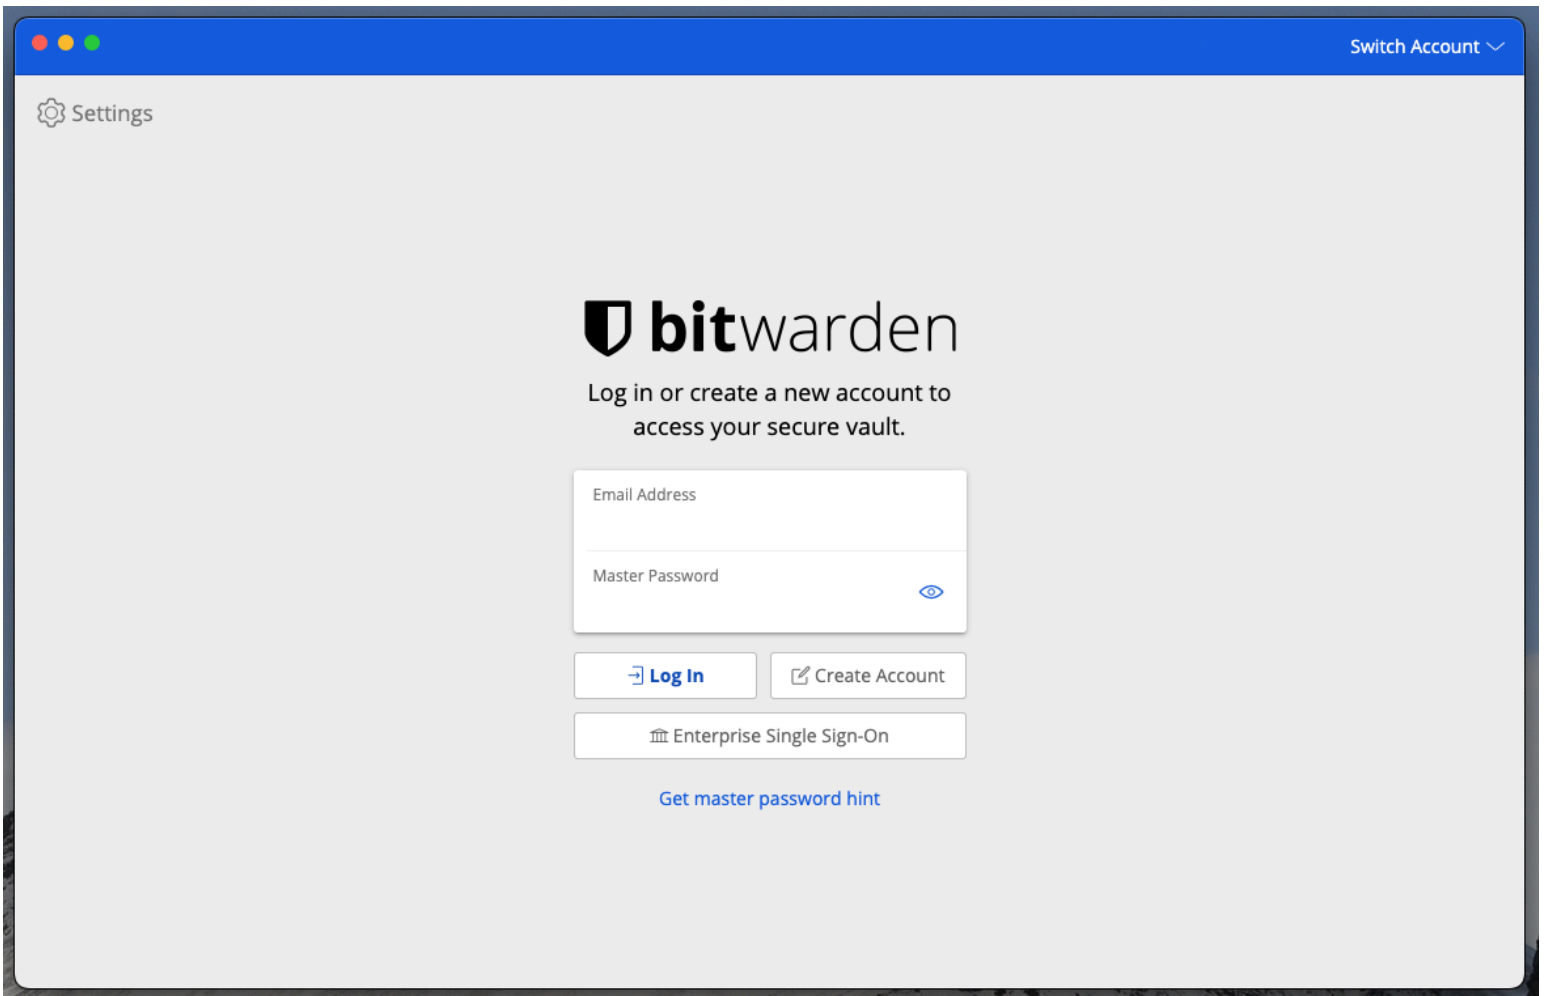 Switch Account
Settings
bitwarden
Log in or create a new account to
access your secure vault.
Email Address
Master Password
Log In
Create Account
Enterprise Single Sign-On
Get master password hint